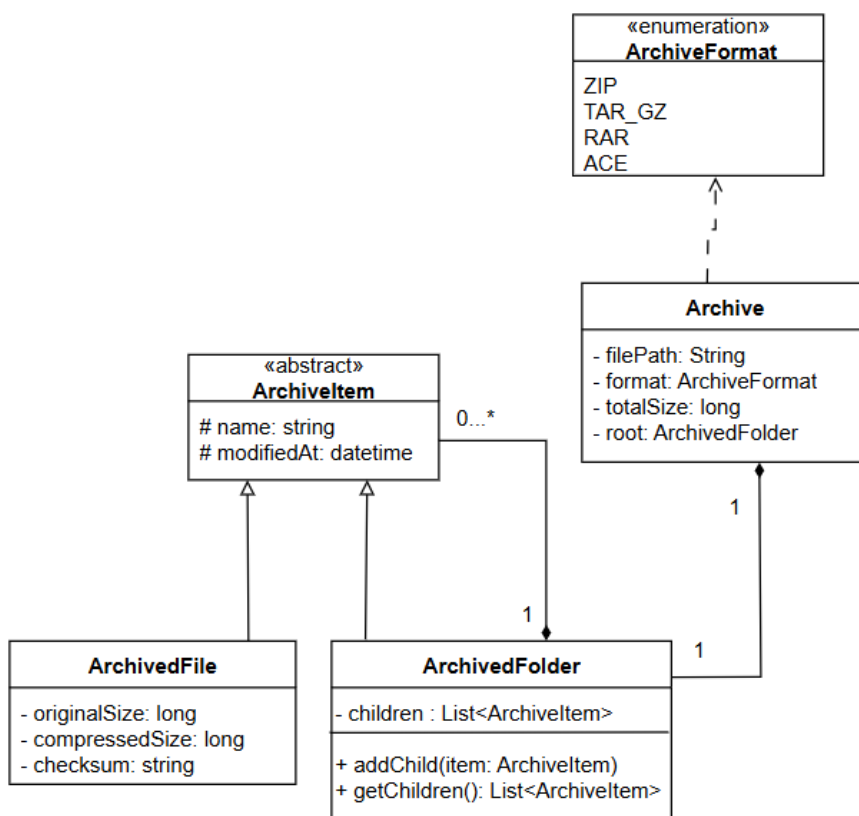 «enumeration»
ArchiveFormat
ZIP
TAR_GZ
RAR
ACE
Archive
- filePath: String
- format: ArchiveFormat
- totalSize: long
- root: ArchivedFolder
«abstract»
ArchiveItem
# name: string
# modifiedAt: datetime
0...*
1
1
1
ArchivedFile
- originalSize: long
- compressedSize: long
- checksum: string
ArchivedFolder
- children : List<ArchiveItem>
+ addChild(item: ArchiveItem)
+ getChildren(): List<ArchiveItem>